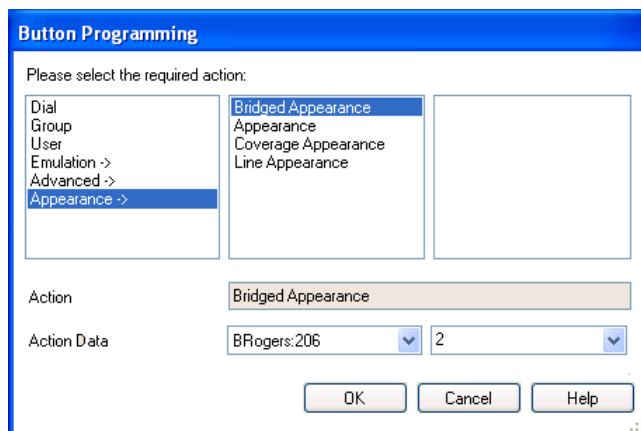 Button Programming
Please select the required action:
Dial
Group
User
Emulation ->
Advanced ->
Appearance ->
Bridged Appearance
Appearance
Coverage Appearance
Line Appearance
Action
Bridged Appearance
Action Data
BRogers:206
2
OK
Cancel
Help